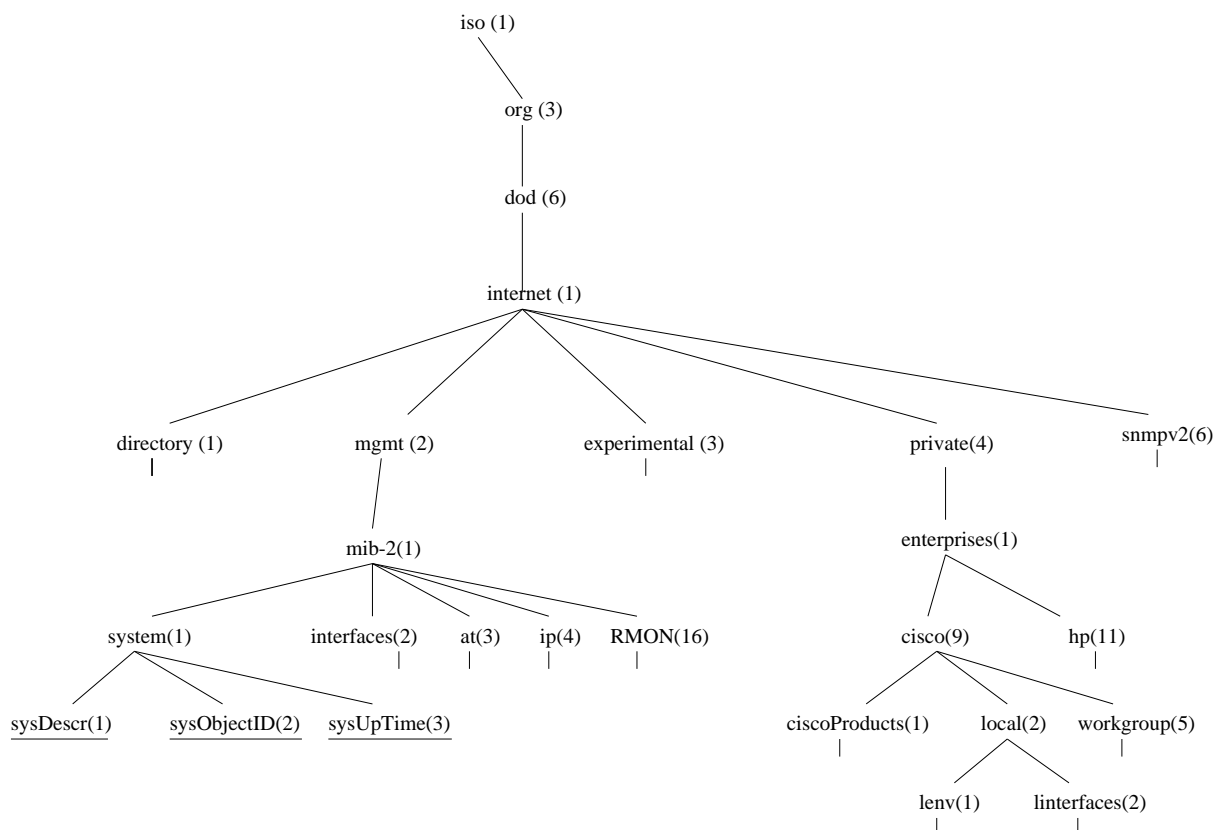 iso (1)
org (3)
dod (6)
internet (1)
directory (1) mgmt (2) experimental (3) private(4) snmpv2(6)
mib-2(1) enterprises(1)
system(1) interfaces(2) at(3) ip(4) RMON(16) cisco(9) hp(11)
sysDescr(1) sysObjectID(2) sysUpTime(3) ciscoProducts(1) local(2) workgroup(5)
lenv(1) linterfaces(2)